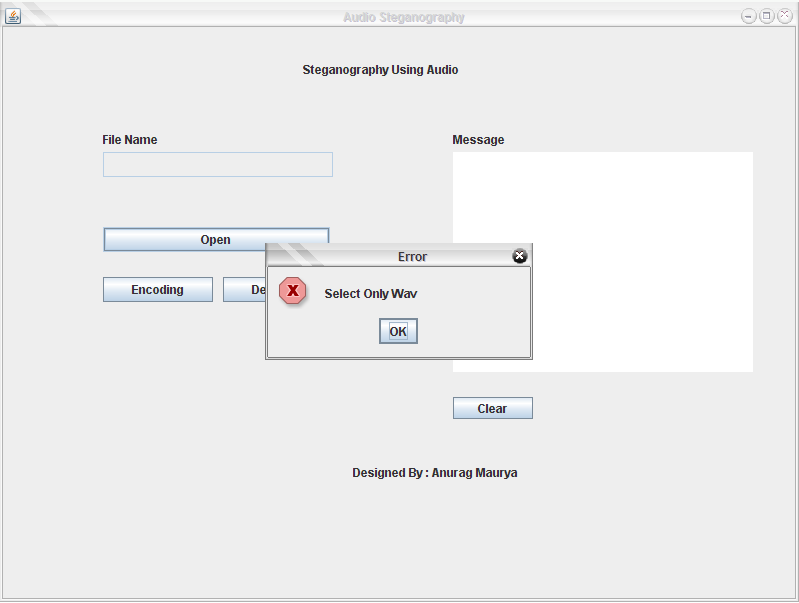 Audio Steganography
Steganography Using Audio
File Name
Message
Open
Error
Select Only Wav
OK
Encoding
De
Clear
Designed By : Anurag Maurya